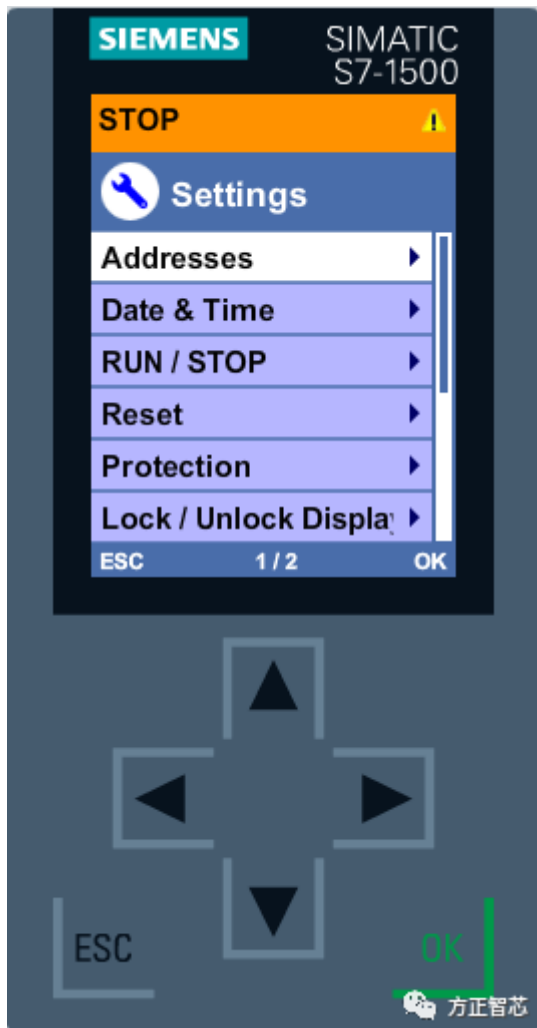 SIEMENS
SIMATIC
S7-1500
STOP
Settings
Addresses
Date & Time
RUN / STOP
Reset
Protection
Lock / Unlock Display
ESC 1 / 2 OK
ESC
OK
方正智芯